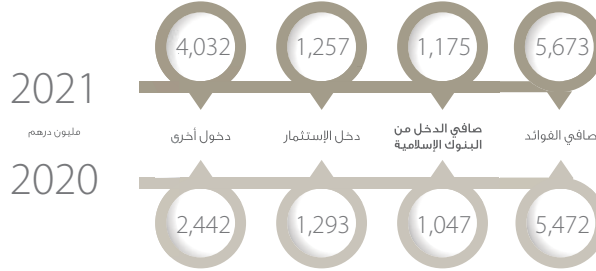 5,673 1,175 1,257 4,032
2021
صافي الفوائد
صافي الدخل من
البنوك الإسلامية
دخل الإستثمار
دخول أخرى
مليون درهم
2020
5,472 1,047 1,293 2,442